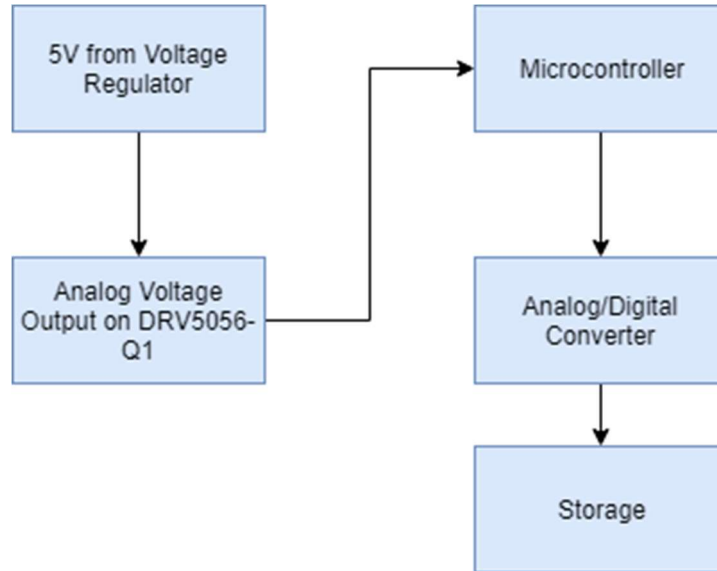 5V from Voltage
Regulator
Analog Voltage
Output on DRV5056-
Q1
Microcontroller
Analog/Digital
Converter
Storage